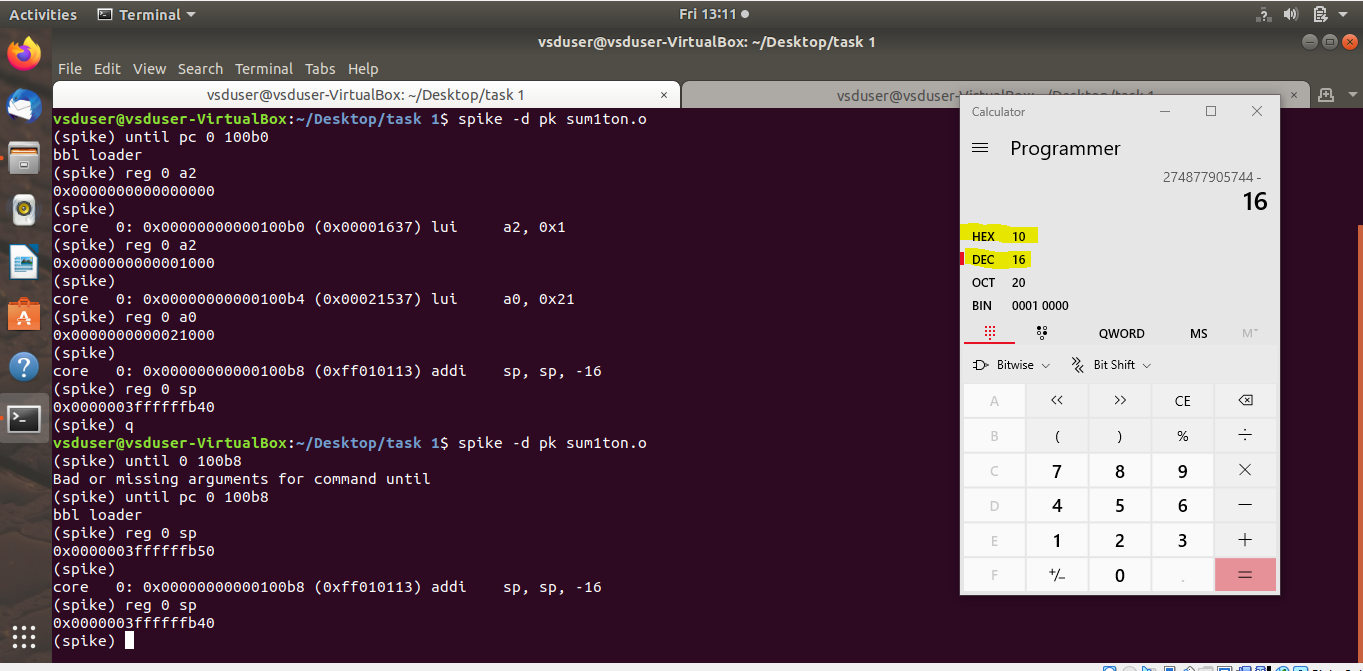 Activities Terminal Fri 13:11
vsduser@vsduser-VirtualBox: ~/Desktop/task 1
File Edit View Search Terminal Tabs Help
vsduser@vsduser-VirtualBox: ~/Desktop/task 1 ×
vsduser@vsduser-VirtualBox: ~/Desktop/task 1 ×
vsduser@vsduser-VirtualBox:~/Desktop/task 1$ spike -d pk sum1ton.o
(spike) until pc 0 100b0
bbl loader
(spike) reg 0 a2
0x0000000000000000
(spike)
core   0: 0x00000000000100b0 (0x00001637) lui     a2, 0x1
(spike) reg 0 a2
0x0000000000001000
(spike)
core   0: 0x00000000000100b4 (0x00021537) lui     a0, 0x21
(spike) reg 0 a0
0x0000000000021000
(spike)
core   0: 0x00000000000100b8 (0xff010113) addi    sp, sp, -16
(spike) reg 0 sp
0x0000003ffffffb40
(spike) q
vsduser@vsduser-VirtualBox:~/Desktop/task 1$ spike -d pk sum1ton.o
(spike) until 0 100b8
Bad or missing arguments for command until
(spike) until pc 0 100b8
bbl loader
(spike) reg 0 sp
0x0000003ffffffb50
(spike)
core   0: 0x00000000000100b8 (0xff010113) addi    sp, sp, -16
(spike) reg 0 sp
0x0000003ffffffb40
(spike)
Calculator
Programmer
274877905744 -
16
HEX 10
DEC 16
OCT 20
BIN 0001 0000
QWORD MS M
Bitwise Bit Shift
A << >> CE
B ( ) % ÷
C 7 8 9 ×
D 4 5 6 −
E 1 2 3 +
F +/− 0 . =